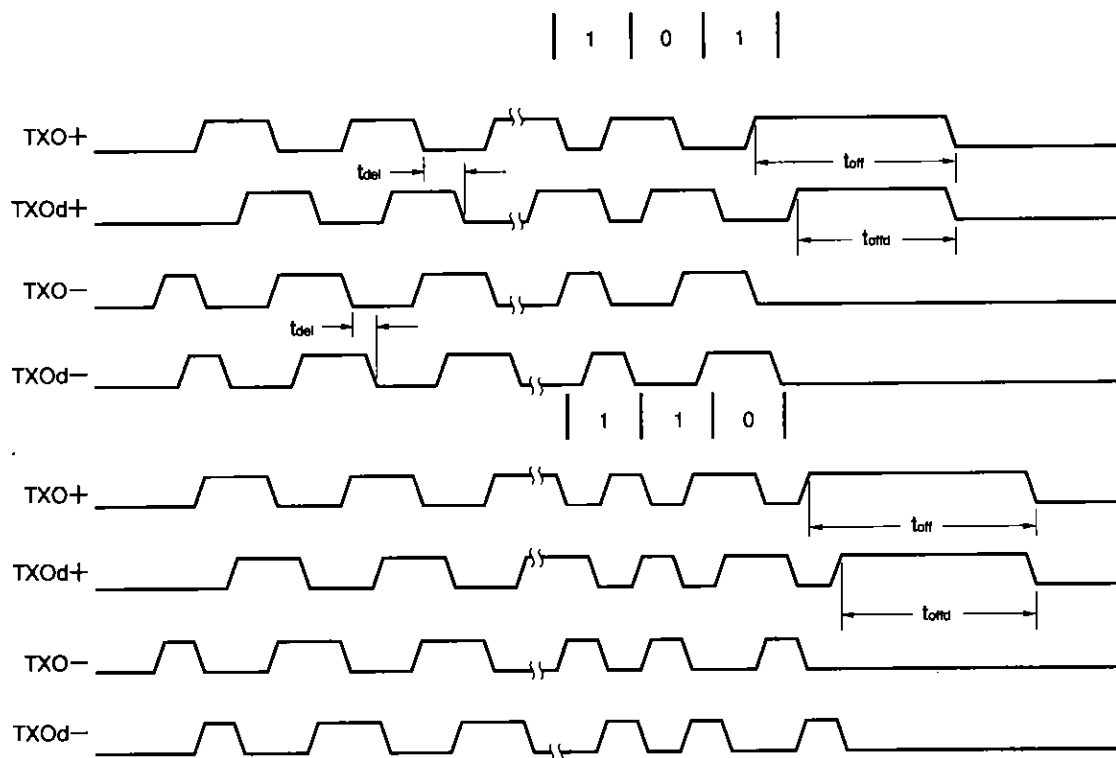 1 0 1
TXO+
tdel
toff
TXOd+
toffd
TXO−
tdel
TXOd−
1 1 0
TXO+
toff
TXOd+
toffd
TXO−
TXOd−